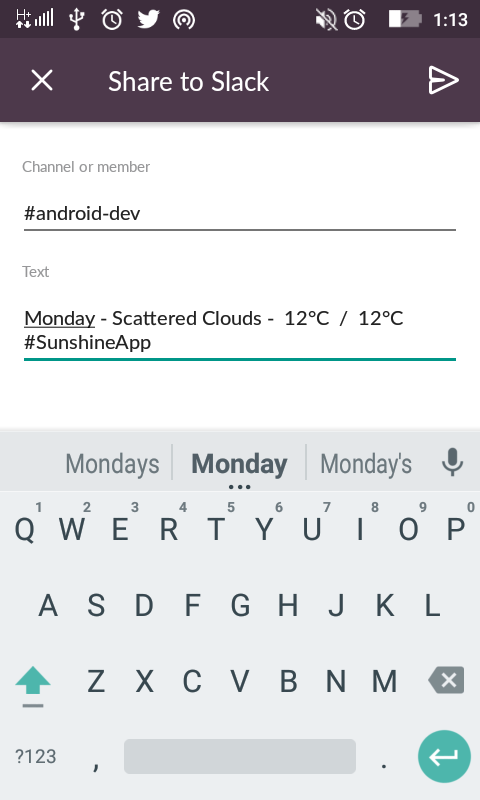 H+ 1:13
Share to Slack
Channel or member
#android-dev
Text
Monday - Scattered Clouds -  12°C  /  12°C
#SunshineApp
Mondays Monday Monday's
1 2 3 4 5 6 7 8 9 0
Q W E R T Y U I O P
A S D F G H J K L
Z X C V B N M
?123 , .